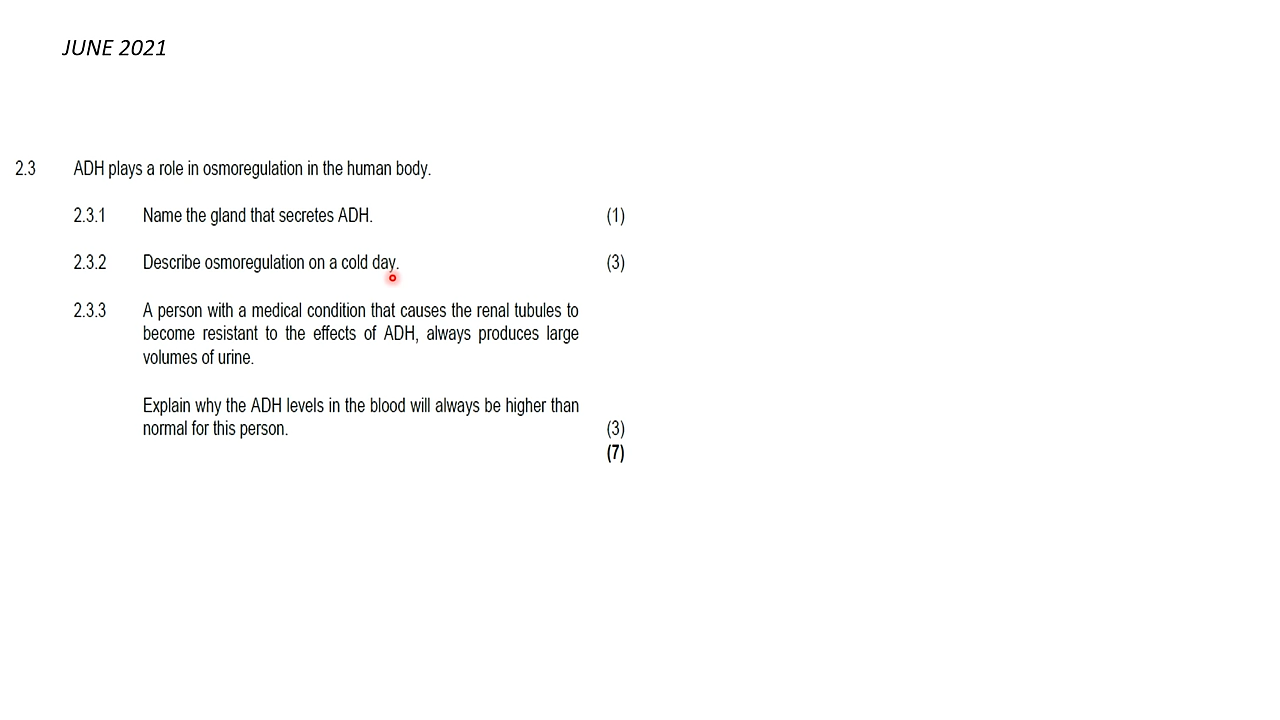 JUNE 2021
2.3 ADH plays a role in osmoregulation in the human body.
2.3.1 Name the gland that secretes ADH. (1)
2.3.2 Describe osmoregulation on a cold day. (3)
2.3.3 A person with a medical condition that causes the renal tubules to
become resistant to the effects of ADH, always produces large
volumes of urine.
Explain why the ADH levels in the blood will always be higher than
normal for this person. (3)
(7)